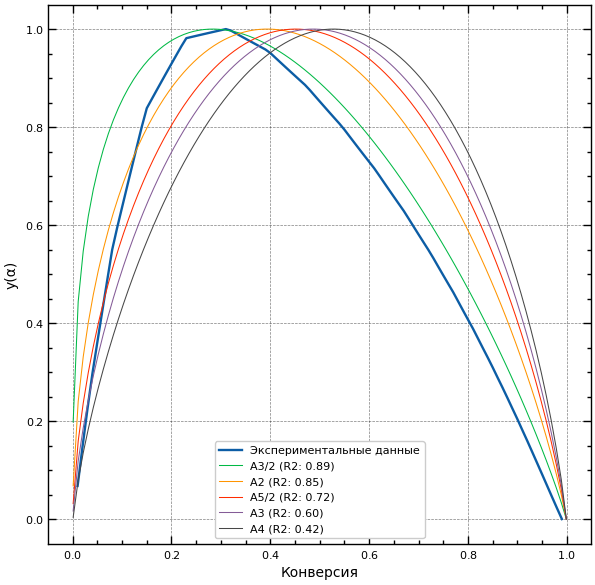 y(α)
1.0
0.8
0.6
0.4
0.2
0.0
Экспериментальные данные
A3/2 (R2: 0.89)
A2 (R2: 0.85)
A5/2 (R2: 0.72)
A3 (R2: 0.60)
A4 (R2: 0.42)
0.0 0.2 0.4 0.6 0.8 1.0
Конверсия